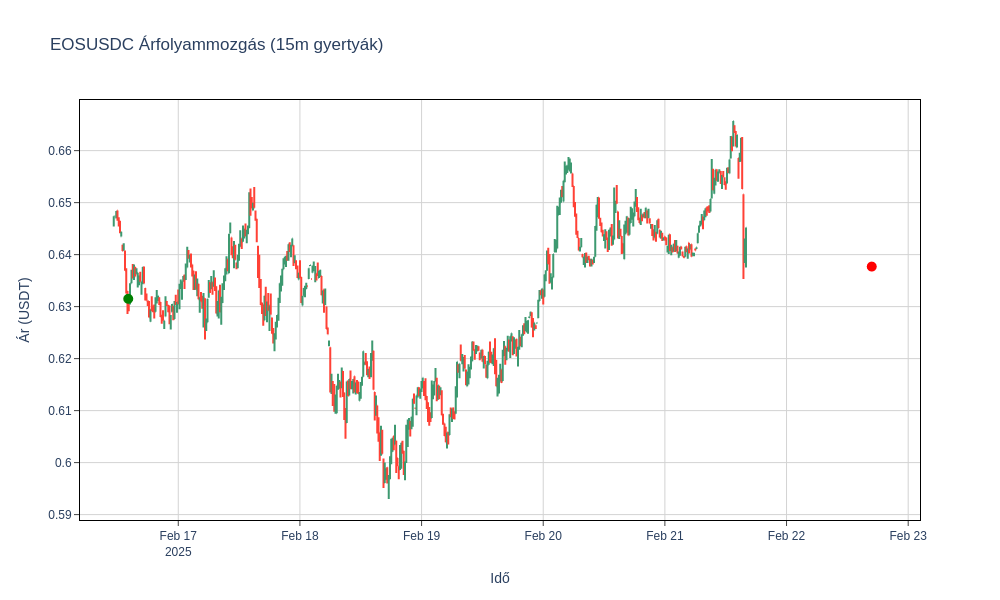 EOSUSDC Árfolyammozgás (15m gyertyák)
0.66
0.65
0.64
0.63
0.62
0.61
0.6
0.59
Ár (USDT)
Feb 17
2025
Feb 18
Feb 19
Feb 20
Feb 21
Feb 22
Feb 23
Idő